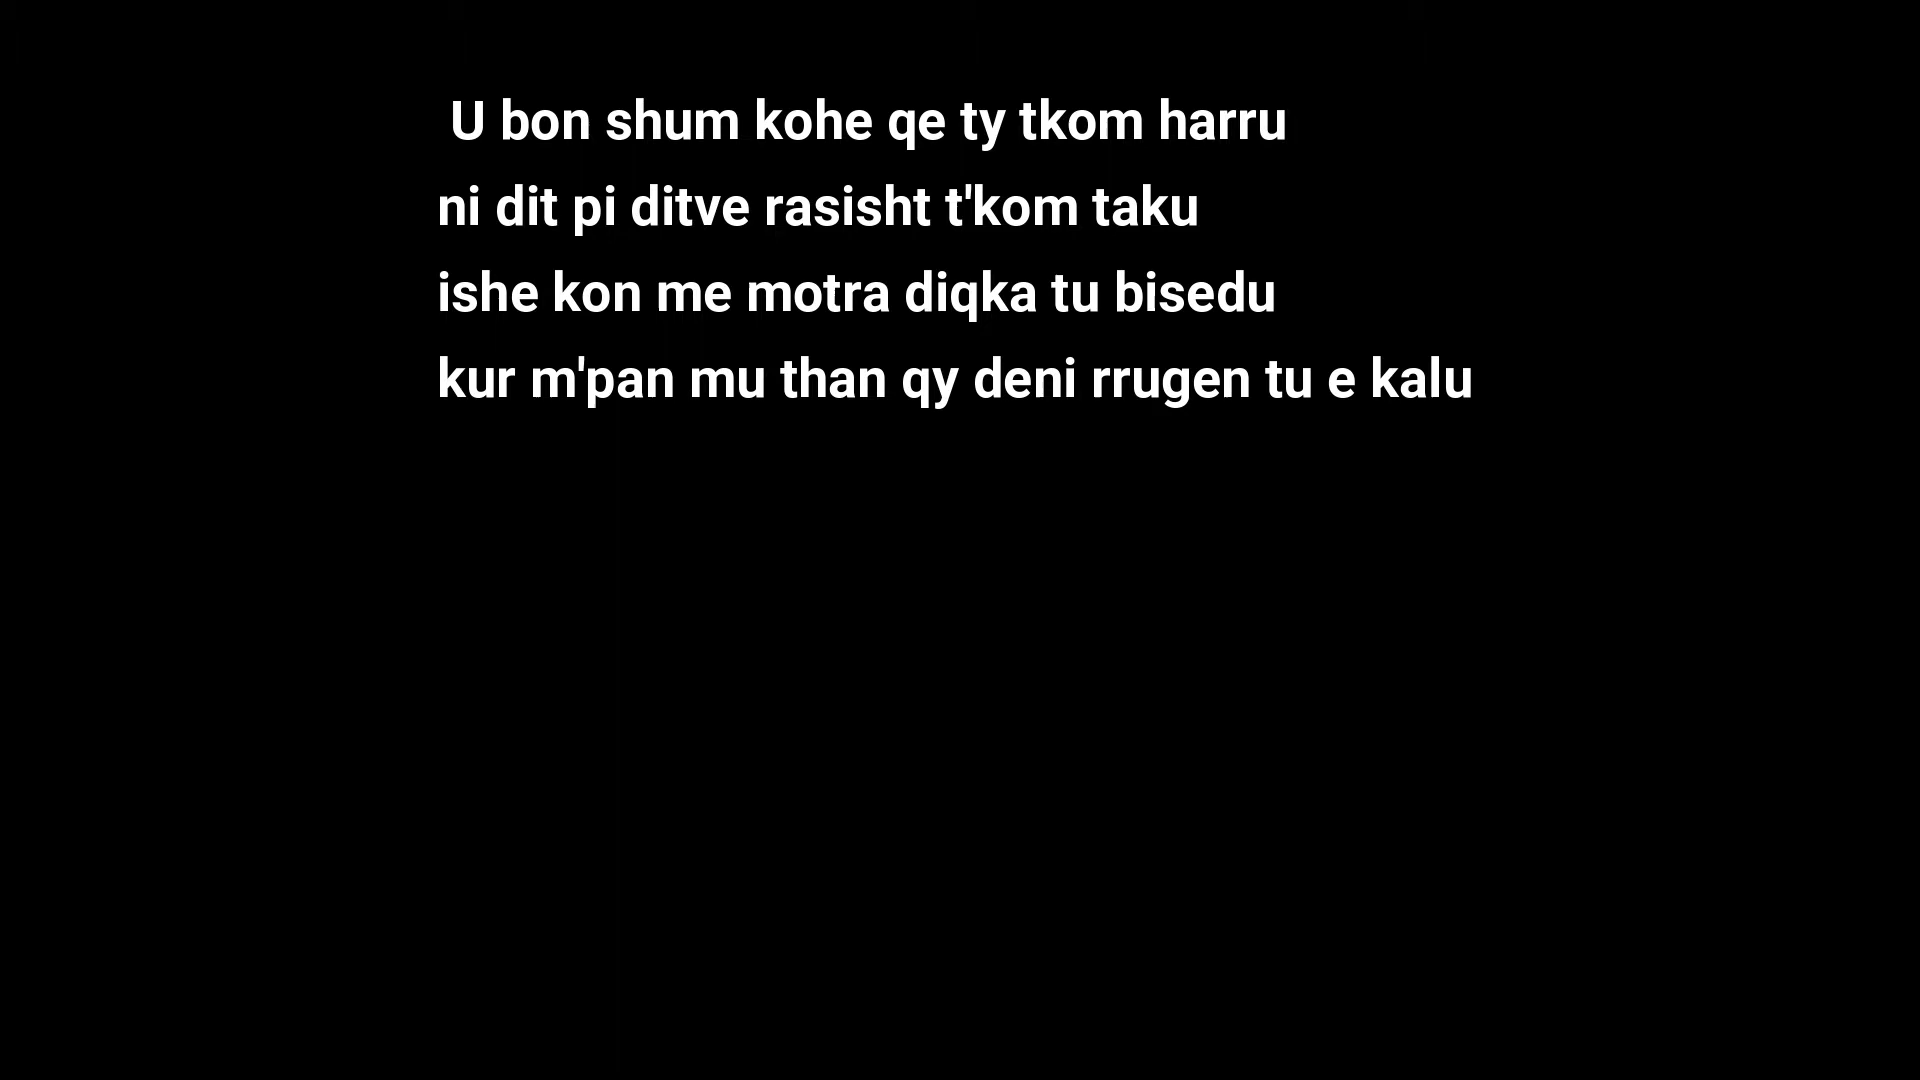 U bon shum kohe qe ty tkom harru
ni dit pi ditve rasisht t'kom taku
ishe kon me motra diqka tu bisedu
kur m'pan mu than qy deni rrugen tu e kalu